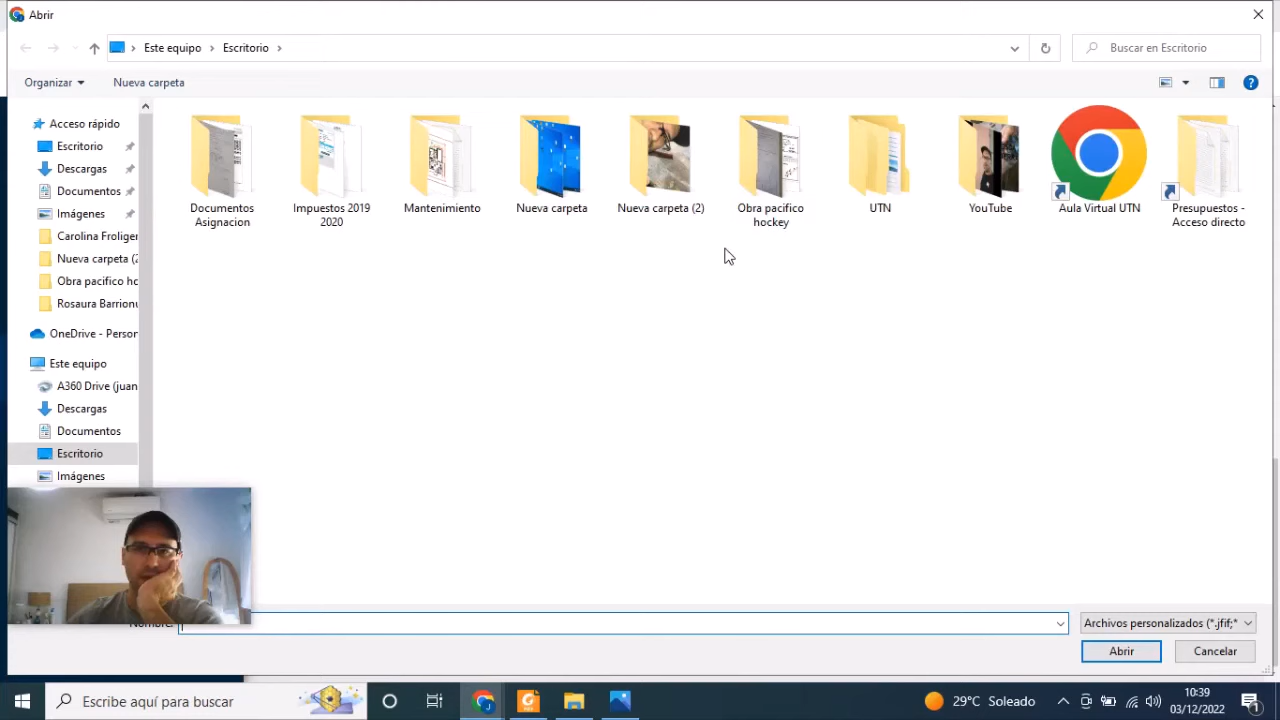 Abrir
Este equipo
Escritorio
Buscar en Escritorio
Organizar
Nueva carpeta
Acceso rápido
Escritorio
Descargas
Documentos
Imágenes
Carolina Froliger
Nueva carpeta (2
Obra pacifico ho
Rosaura Barrionu
OneDrive - Person
Este equipo
A360 Drive (juan
Descargas
Documentos
Escritorio
Imágenes
Documentos
Asignacion
Impuestos 2019
2020
Mantenimiento
Nueva carpeta
Nueva carpeta (2)
Obra pacifico
hockey
UTN
YouTube
Aula Virtual UTN
Presupuestos -
Acceso directo
Nombre:
Archivos personalizados (*.jfif;*
Abrir
Cancelar
Escribe aquí para buscar
29°C Soleado
10:39
03/12/2022
1